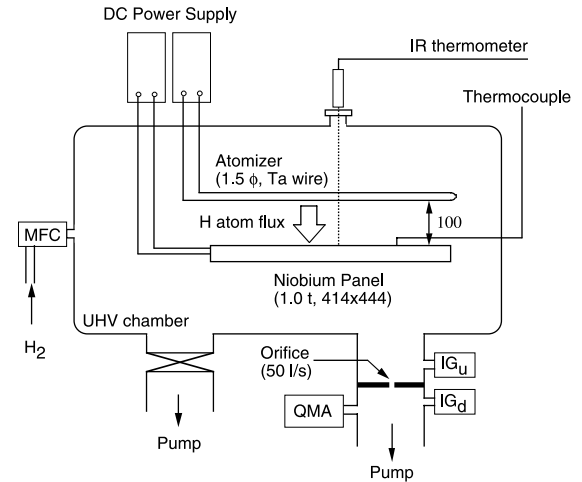 DC Power Supply
IR thermometer
Thermocouple
Atomizer
(1.5 ϕ, Ta wire)
H atom flux
100
MFC
Niobium Panel
(1.0 t, 414x444)
UHV chamber
H2
Orifice
(50 l/s)
IGu
QMA
IGd
Pump
Pump